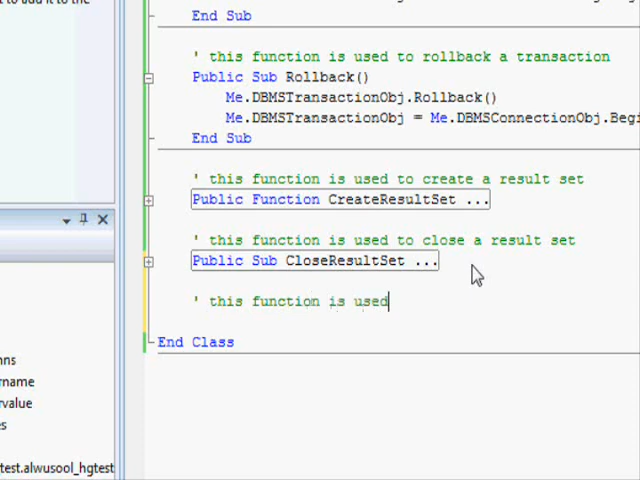 t to add it to the
End Sub
' this function is used to rollback a transaction
Public Sub Rollback()
Me.DBMSTransactionObj.Rollback()
Me.DBMSTransactionObj = Me.DBMSConnectionObj.Begi
End Sub
' this function is used to create a result set
Public Function CreateResultSet ...
' this function is used to close a result set
Public Sub CloseResultSet ...
' this function is used
End Class
nns
rname
rvalue
es
test.alwusool_hgtest